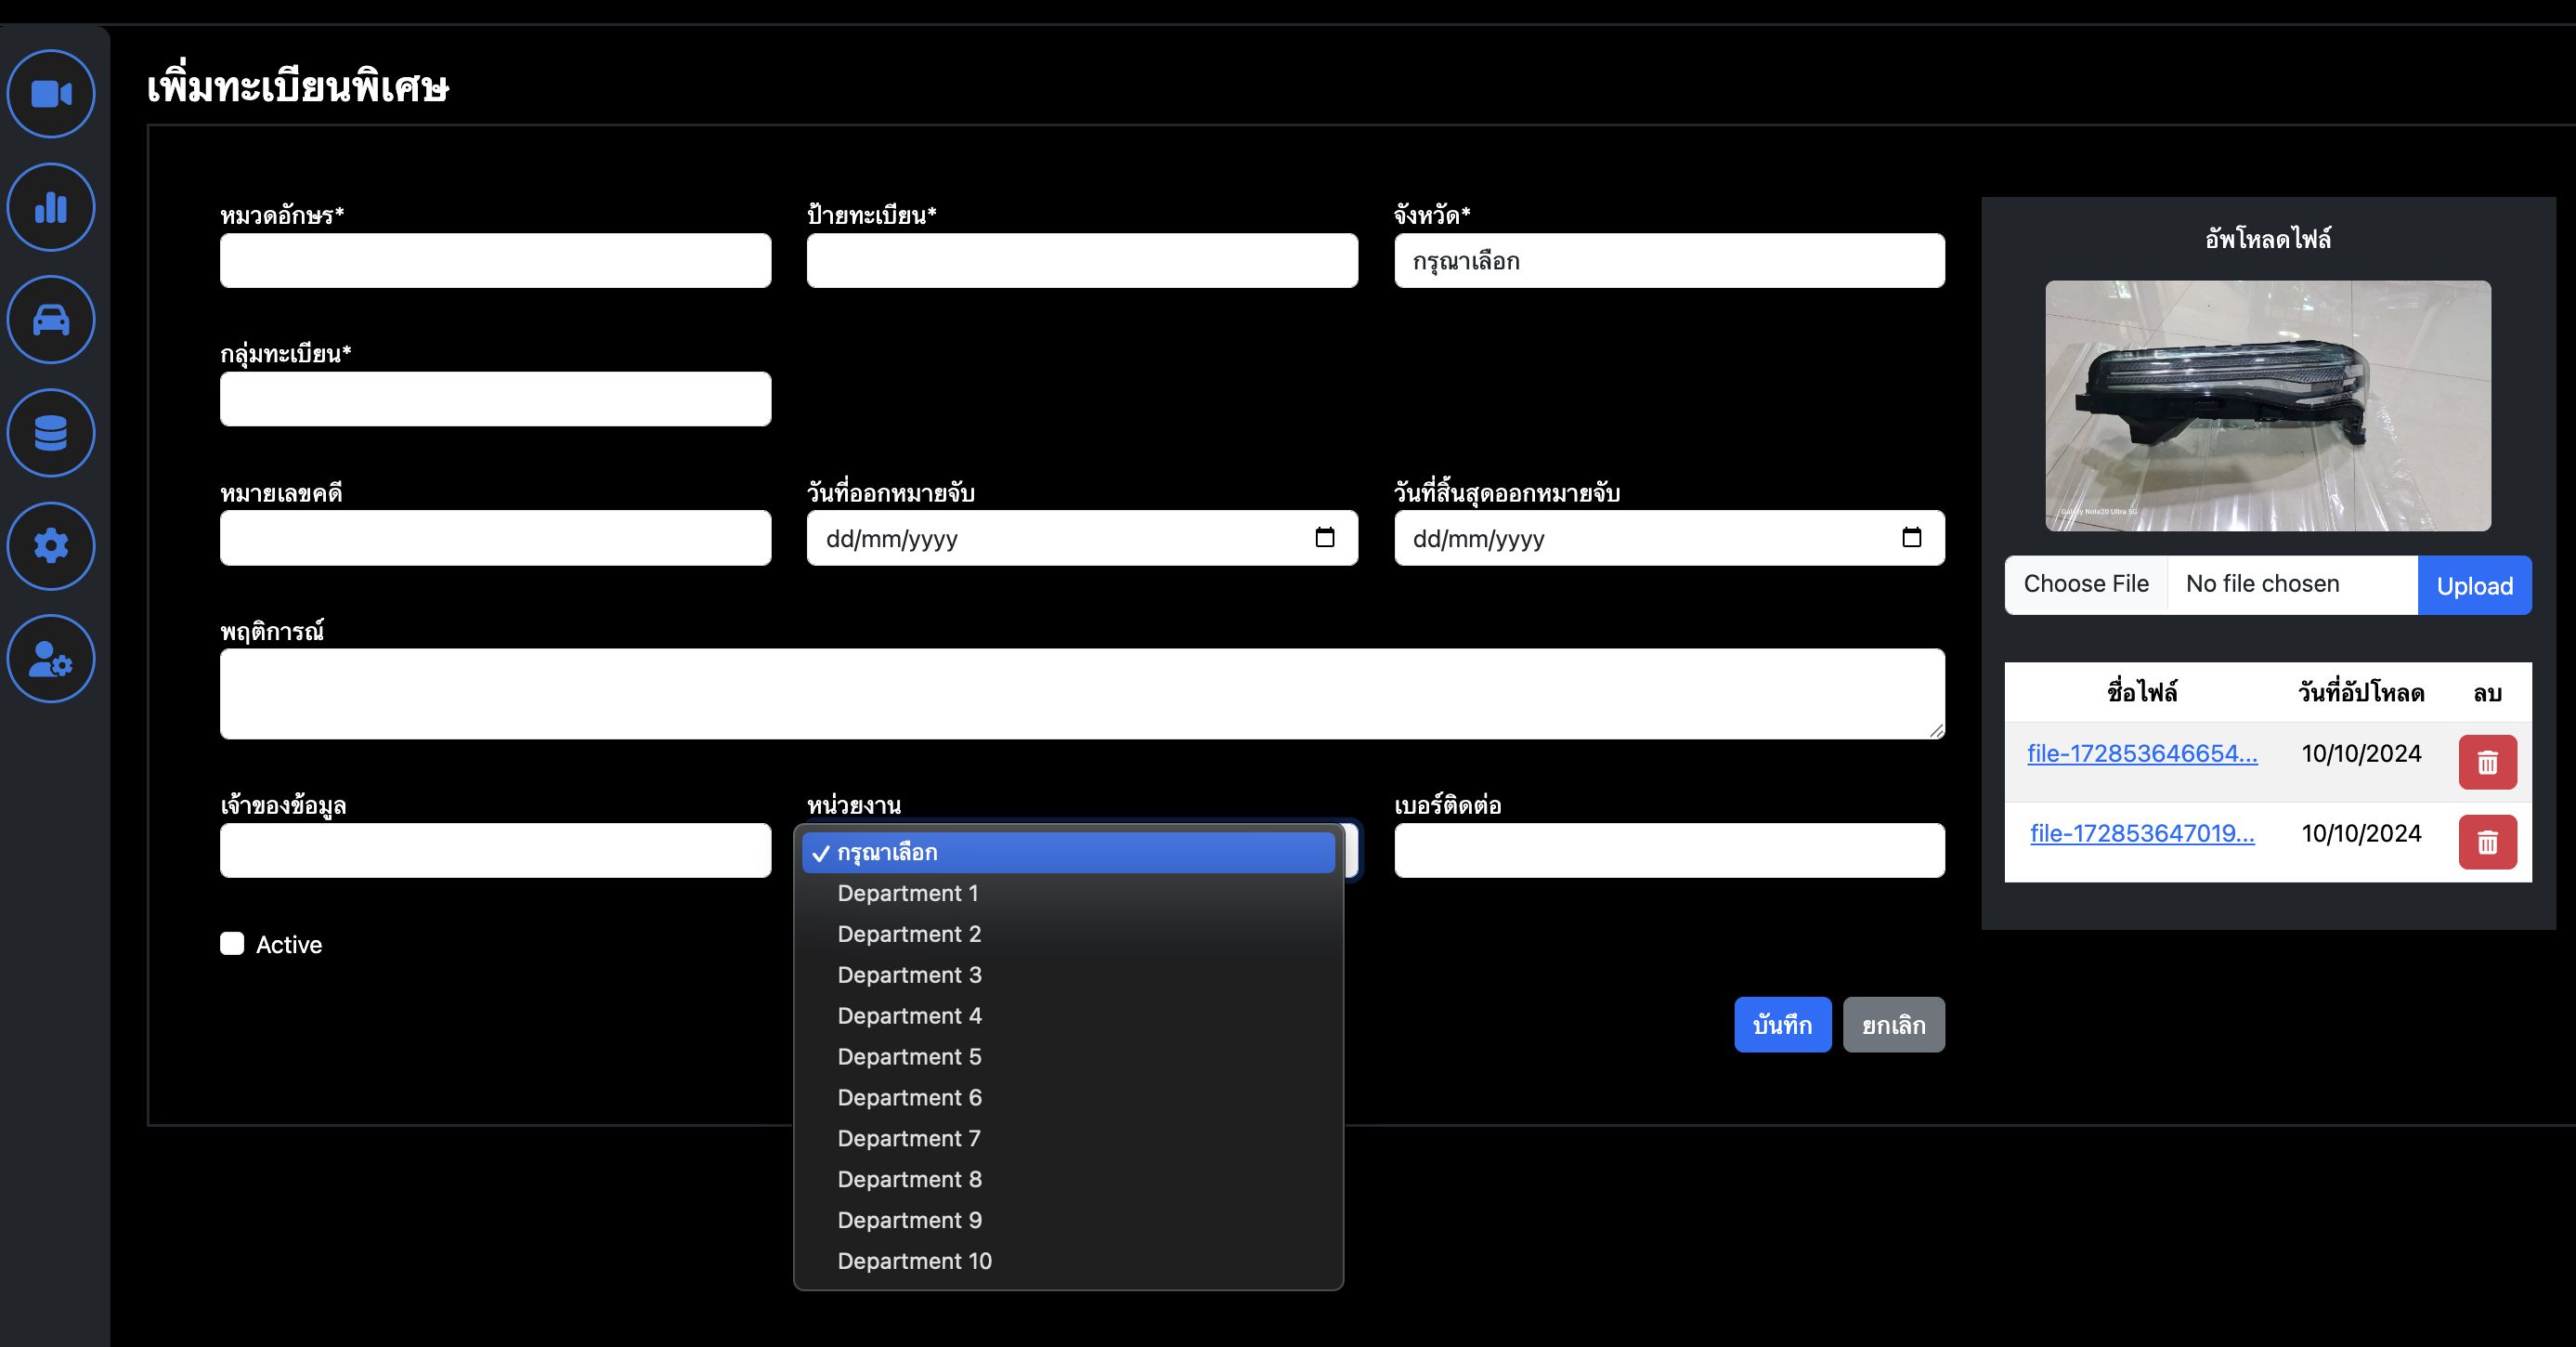 เพิ่มทะเบียนพิเศษ
หมวดอักษร*
ป้ายทะเบียน*
จังหวัด*
กรุณาเลือก
กลุ่มทะเบียน*
หมายเลขคดี
วันที่ออกหมายจับ
dd/mm/yyyy
วันที่สิ้นสุดออกหมายจับ
dd/mm/yyyy
พฤติการณ์
เจ้าของข้อมูล
หน่วยงาน
กรุณาเลือก
Department 1
Department 2
Department 3
Department 4
Department 5
Department 6
Department 7
Department 8
Department 9
Department 10
เบอร์ติดต่อ
Active
บันทึก ยกเลิก
อัพโหลดไฟล์
Galaxy Note20 Ultra 5G
Choose File No file chosen Upload
ชื่อไฟล์ วันที่อัปโหลด ลบ
file-172853646654... 10/10/2024
file-172853647019... 10/10/2024